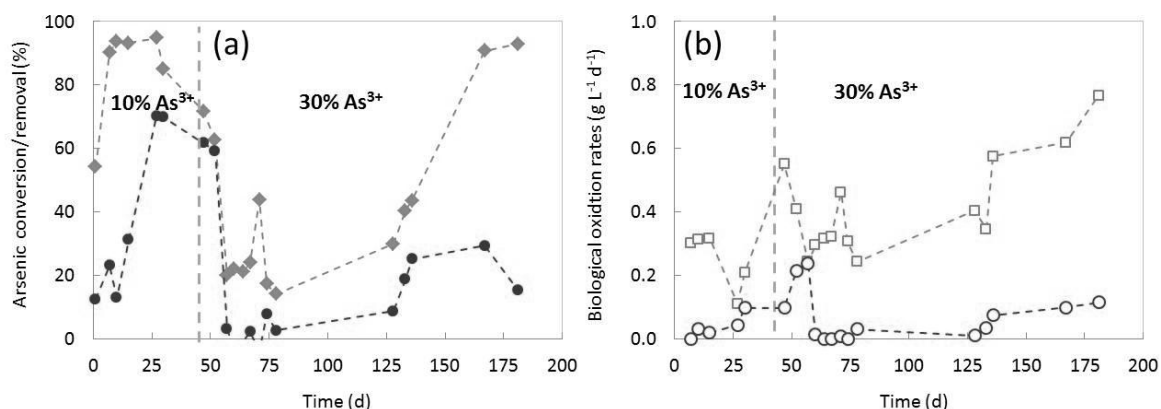 (a)
10% As³⁺
30% As³⁺
Arsenic conversion/removal (%)
100
80
60
40
20
0
0 25 50 75 100 125 150 175 200
Time (d)
(b)
10% As³⁺
30% As³⁺
Biological oxidtion rates (g L⁻¹ d⁻¹)
1.0
0.8
0.6
0.4
0.2
0.0
0 25 50 75 100 125 150 175 200
Time (d)